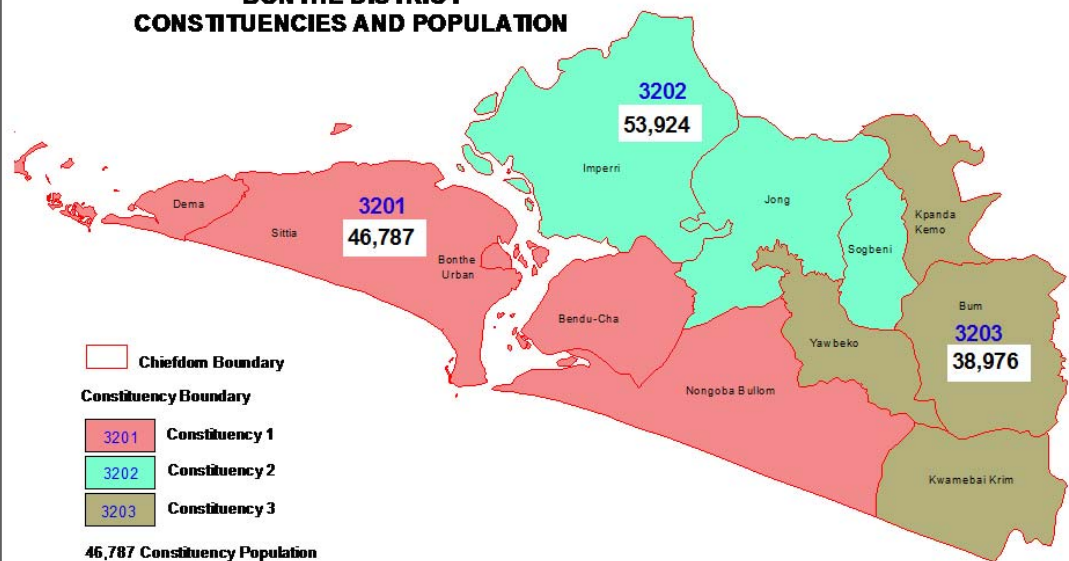 CONSTITUENCIES AND POPULATION
3202
53,924
Imperri
Dema
Sittia
3201
46,787
Bonthe
Urban
Jong
Sogbeni
Kpanda
Kemo
Bendu-Cha
Bum
3203
38,976
Yawbeko
Nongoba Bullom
Kwamebai Krim
Chiefdom Boundary
Constituency Boundary
3201 Constituency 1
3202 Constituency 2
3203 Constituency 3
46,787 Constituency Population